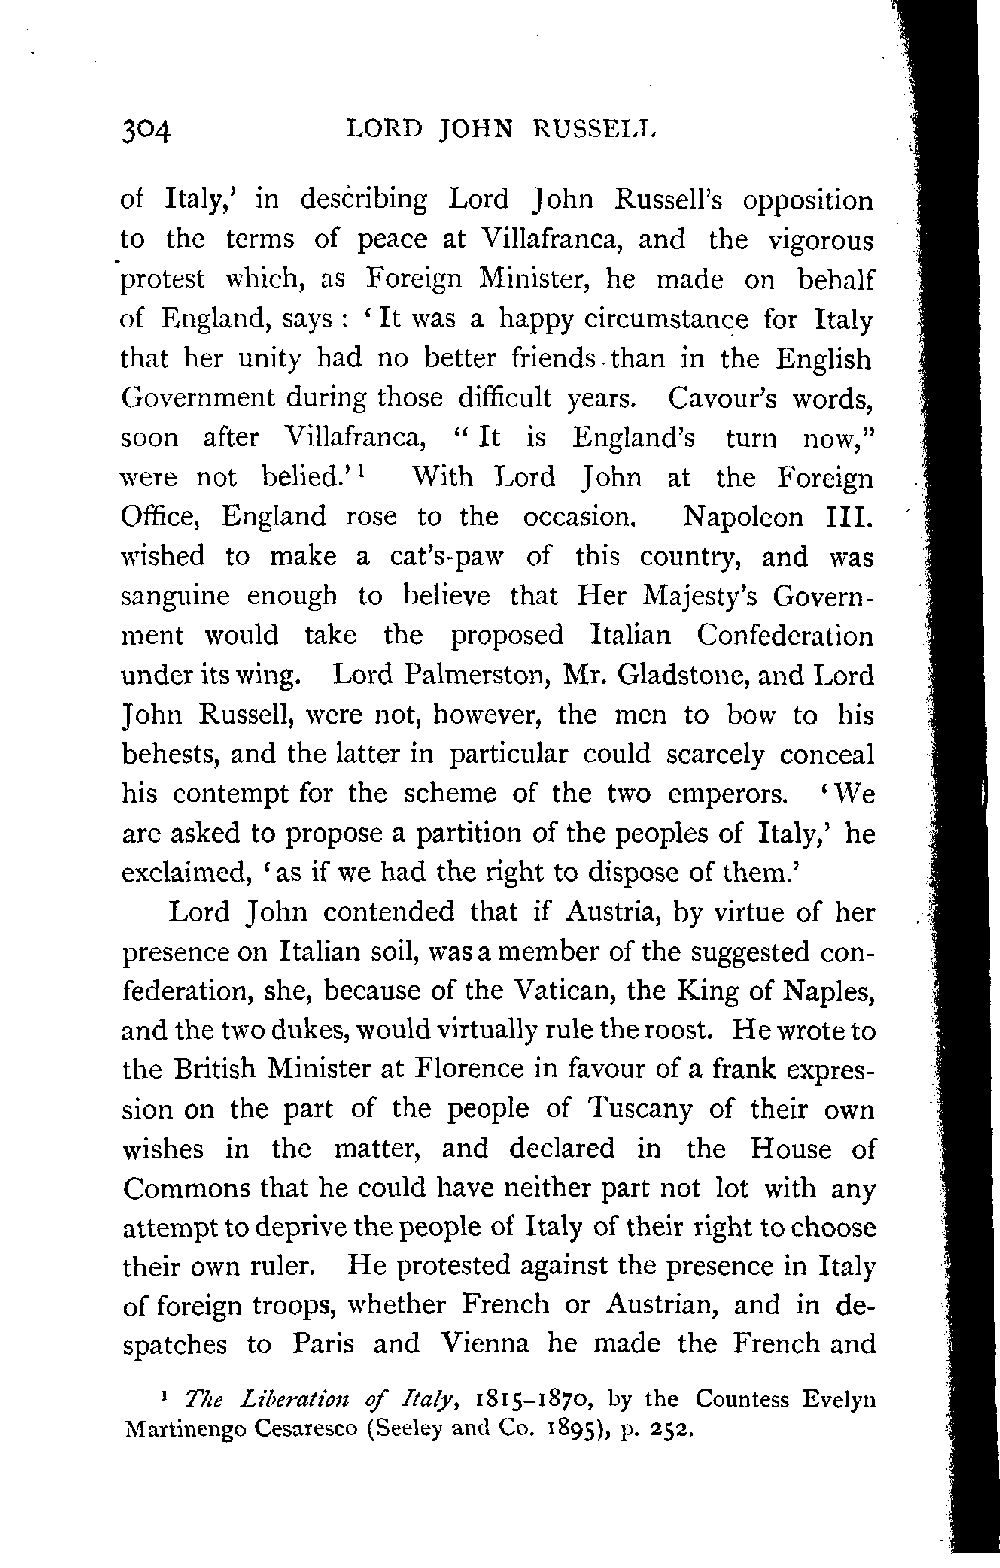 304 LORD JOHN RUSSELL
of Italy,’ in describing Lord John Russell’s opposition
to the terms of peace at Villafranca, and the vigorous
protest which, as Foreign Minister, he made on behalf
of England, says : ‘ It was a happy circumstance for Italy
that her unity had no better friends than in the English
Government during those difficult years. Cavour’s words,
soon after Villafranca, “ It is England’s turn now,”
were not belied.’ ¹ With Lord John at the Foreign
Office, England rose to the occasion. Napoleon III.
wished to make a cat’s-paw of this country, and was
sanguine enough to believe that Her Majesty’s Govern-
ment would take the proposed Italian Confederation
under its wing. Lord Palmerston, Mr. Gladstone, and Lord
John Russell, were not, however, the men to bow to his
behests, and the latter in particular could scarcely conceal
his contempt for the scheme of the two emperors. ‘ We
are asked to propose a partition of the peoples of Italy,’ he
exclaimed, ‘ as if we had the right to dispose of them.’
Lord John contended that if Austria, by virtue of her
presence on Italian soil, was a member of the suggested con-
federation, she, because of the Vatican, the King of Naples,
and the two dukes, would virtually rule the roost. He wrote to
the British Minister at Florence in favour of a frank expres-
sion on the part of the people of Tuscany of their own
wishes in the matter, and declared in the House of
Commons that he could have neither part not lot with any
attempt to deprive the people of Italy of their right to choose
their own ruler. He protested against the presence in Italy
of foreign troops, whether French or Austrian, and in de-
spatches to Paris and Vienna he made the French and
¹ The Liberation of Italy, 1815–1870, by the Countess Evelyn
Martinengo Cesaresco (Seeley and Co. 1895), p. 252.